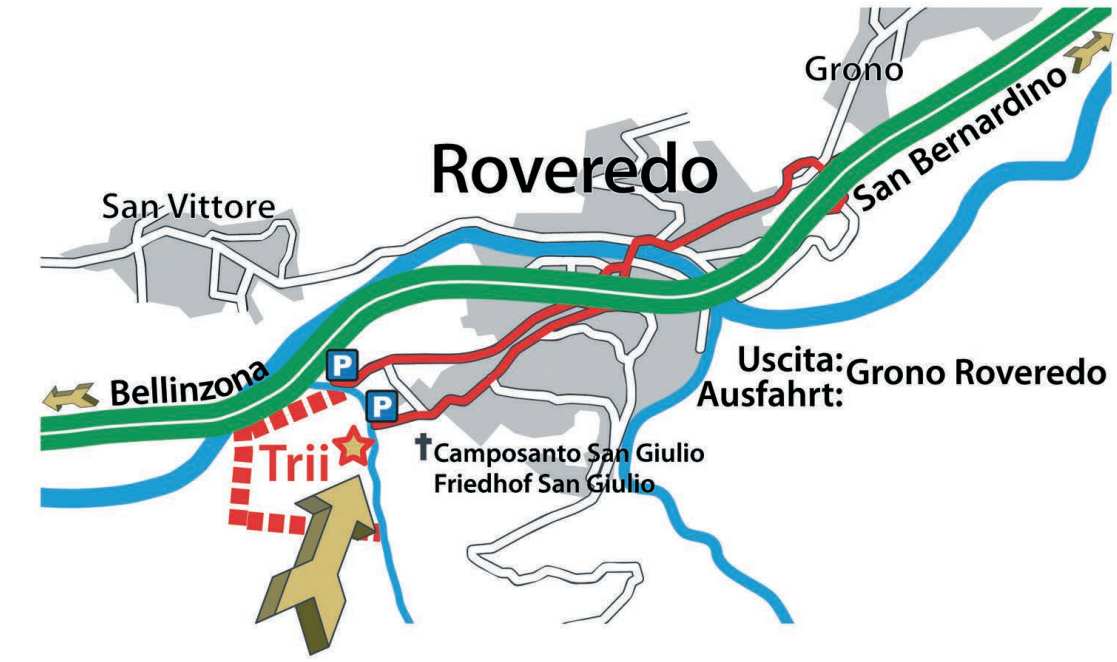 Grono
San Bernardino
Roveredo
San Vittore
Uscita:
Ausfahrt:
Grono Roveredo
P
Bellinzona
P
Trii
Camposanto San Giulio
Friedhof San Giulio